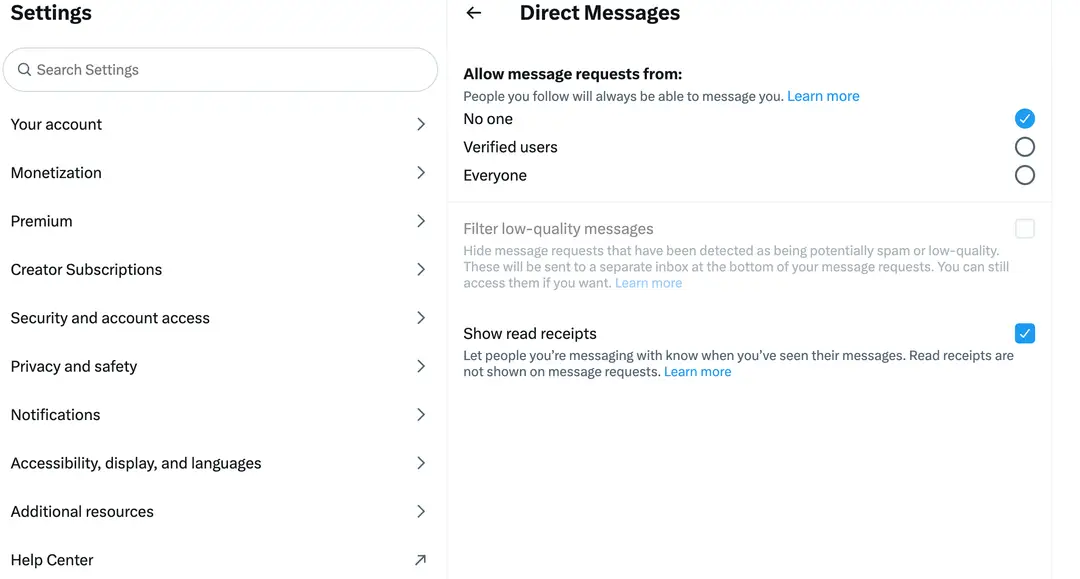 Settings
Search Settings
Your account
Monetization
Premium
Creator Subscriptions
Security and account access
Privacy and safety
Notifications
Accessibility, display, and languages
Additional resources
Help Center
Direct Messages
Allow message requests from:
People you follow will always be able to message you. Learn more
No one
Verified users
Everyone
Filter low-quality messages
Hide message requests that have been detected as being potentially spam or low-quality.
These will be sent to a separate inbox at the bottom of your message requests. You can still
access them if you want. Learn more
Show read receipts
Let people you’re messaging with know when you’ve seen their messages. Read receipts are
not shown on message requests. Learn more